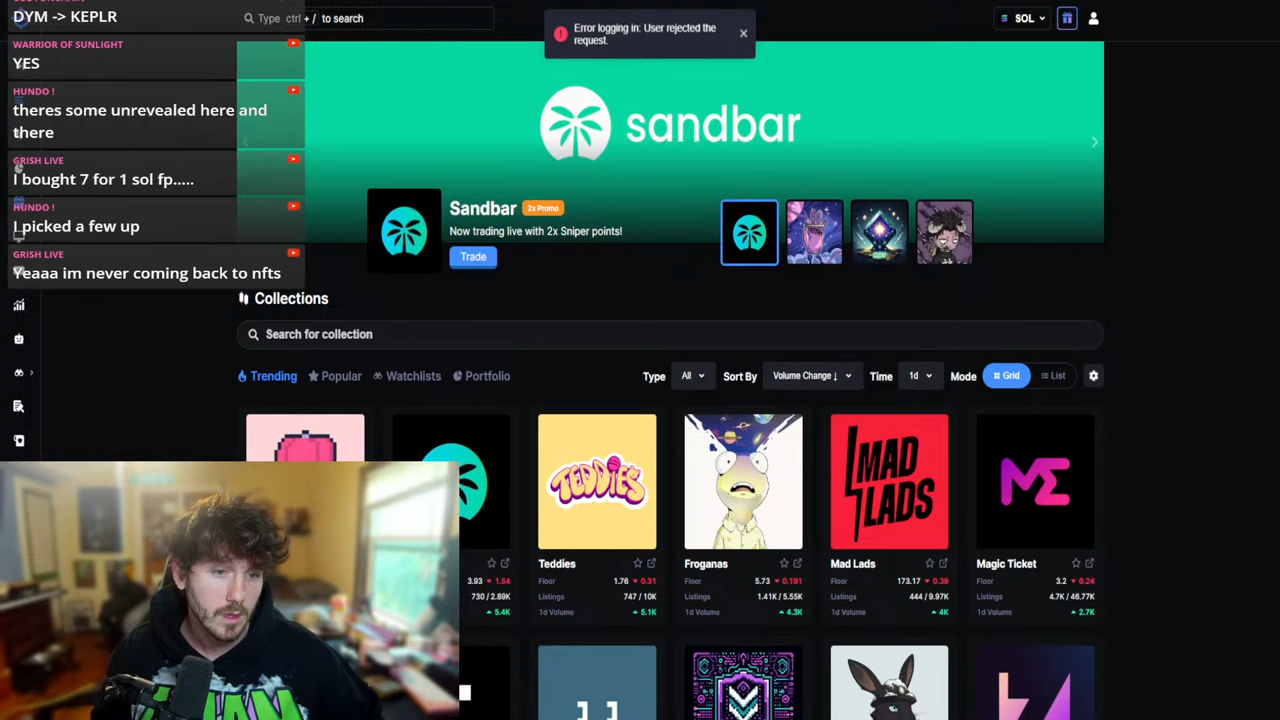 DYM -> KEPLR
WARRIOR OF SUNLIGHT
YES
HUNDO !
theres some unrevealed here and
there
GRISH LIVE
I bought 7 for 1 sol fp.....
HUNDO !
I picked a few up
GRISH LIVE
Yeaaa im never coming back to nfts
Type ctrl + / to search
Error logging in: User rejected the
request.
SOL
sandbar
Sandbar 2x Promo
Now trading live with 2x Sniper points!
Trade
Collections
Search for collection
Trending Popular Watchlists Portfolio Type All Sort By Volume Change ↓ Time 1d Mode Grid List
TEDDIES
MAD
LADS
ME
Teddies Froganas Mad Lads Magic Ticket
3.93 ▼ 1.54 Floor 1.76 ▼ 0.31 Floor 5.73 ▼ 0.191 Floor 173.17 ▼ 0.39 Floor 3.2 ▼ 0.24
730 / 2.89K Listings 747 / 10K Listings 1.41K / 5.55K Listings 444 / 9.97K Listings 4.7K / 46.77K
▲ 5.4K 1d Volume ▲ 5.1K 1d Volume ▲ 4.3K 1d Volume ▲ 4K 1d Volume ▲ 2.7K